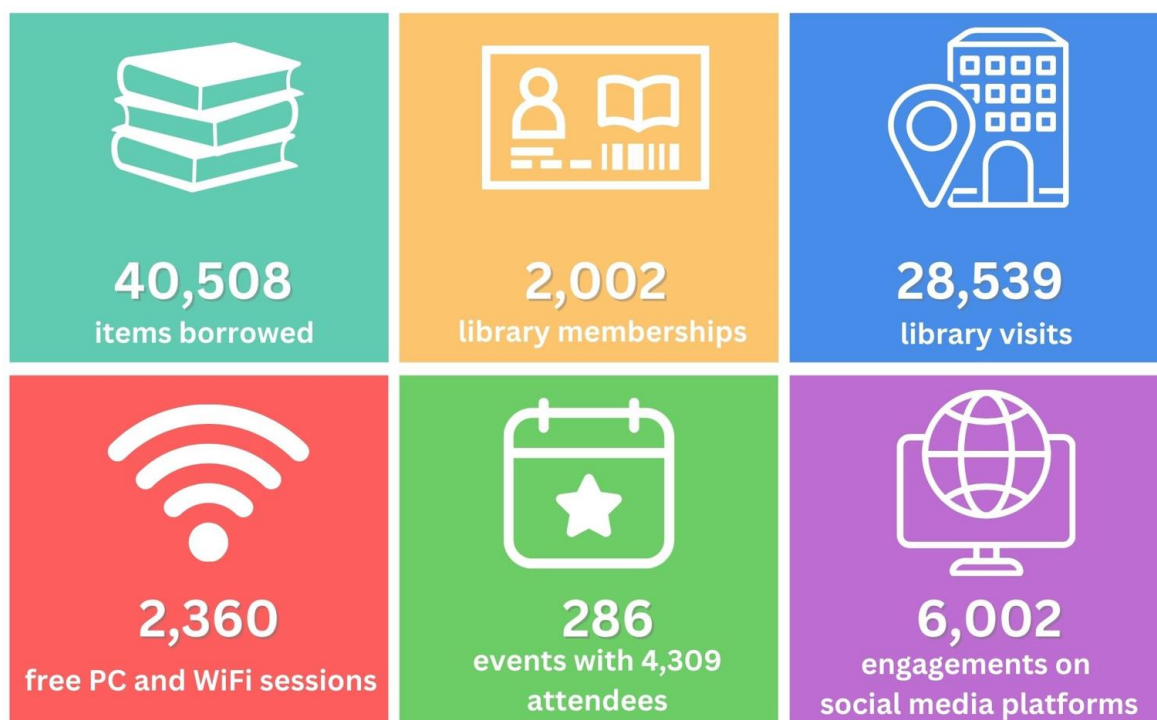 40,508
items borrowed
2,002
library memberships
28,539
library visits
2,360
free PC and WiFi sessions
286
events with 4,309
attendees
6,002
engagements on
social media platforms